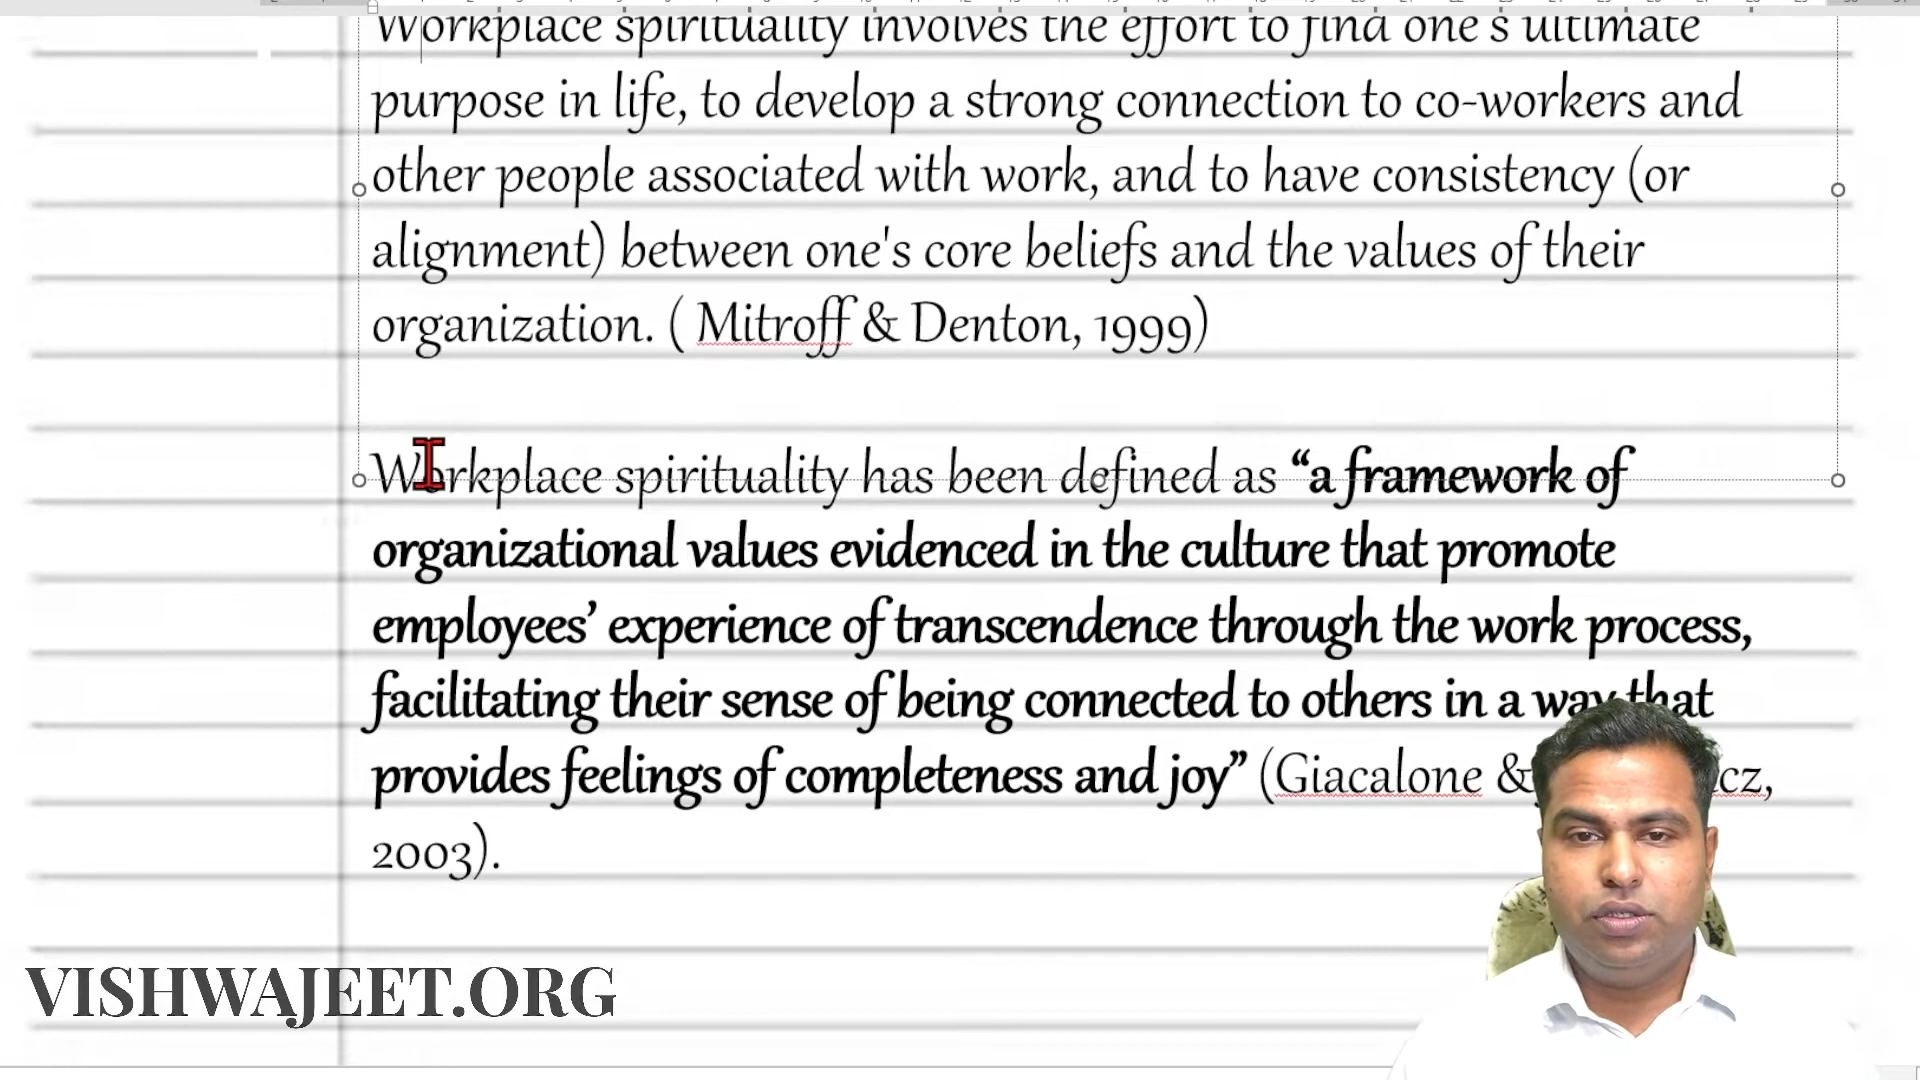 Workplace spirituality involves the effort to find one's ultimate
purpose in life, to develop a strong connection to co-workers and
other people associated with work, and to have consistency (or
alignment) between one's core beliefs and the values of their
organization. ( Mitroff & Denton, 1999)
Workplace spirituality has been defined as “a framework of
organizational values evidenced in the culture that promote
employees’ experience of transcendence through the work process,
facilitating their sense of being connected to others in a way that
provides feelings of completeness and joy” (Giacalone &
2003).
VISHWAJEET.ORG